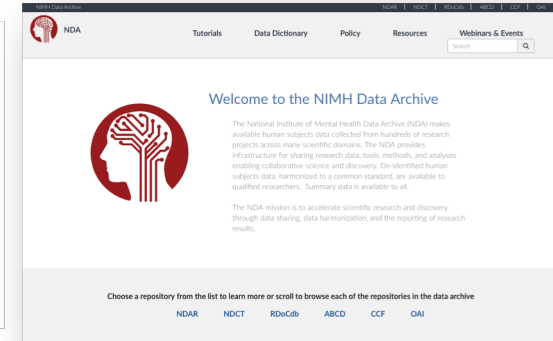 NIMH Data Archive NDAR | NDCT | RDoCdb | ABCD | CCF | OAI
NDA Tutorials Data Dictionary Policy Resources Webinars & Events
Search
Welcome to the NIMH Data Archive
The National Institute of Mental Health Data Archive (NDA) makes
available human subjects data collected from hundreds of research
projects across many scientific domains. The NDA provides
infrastructure for sharing research data, tools, methods, and analyses
enabling collaborative science and discovery. De-identified human
subjects data, harmonized to a common standard, are available to
qualified researchers. Summary data is available to all.
The NDA mission is to accelerate scientific research and discovery
through data sharing, data harmonization, and the reporting of research
results.
Choose a repository from the list to learn more or scroll to browse each of the repositories in the data archive
NDAR NDCT RDoCdb ABCD CCF OAI